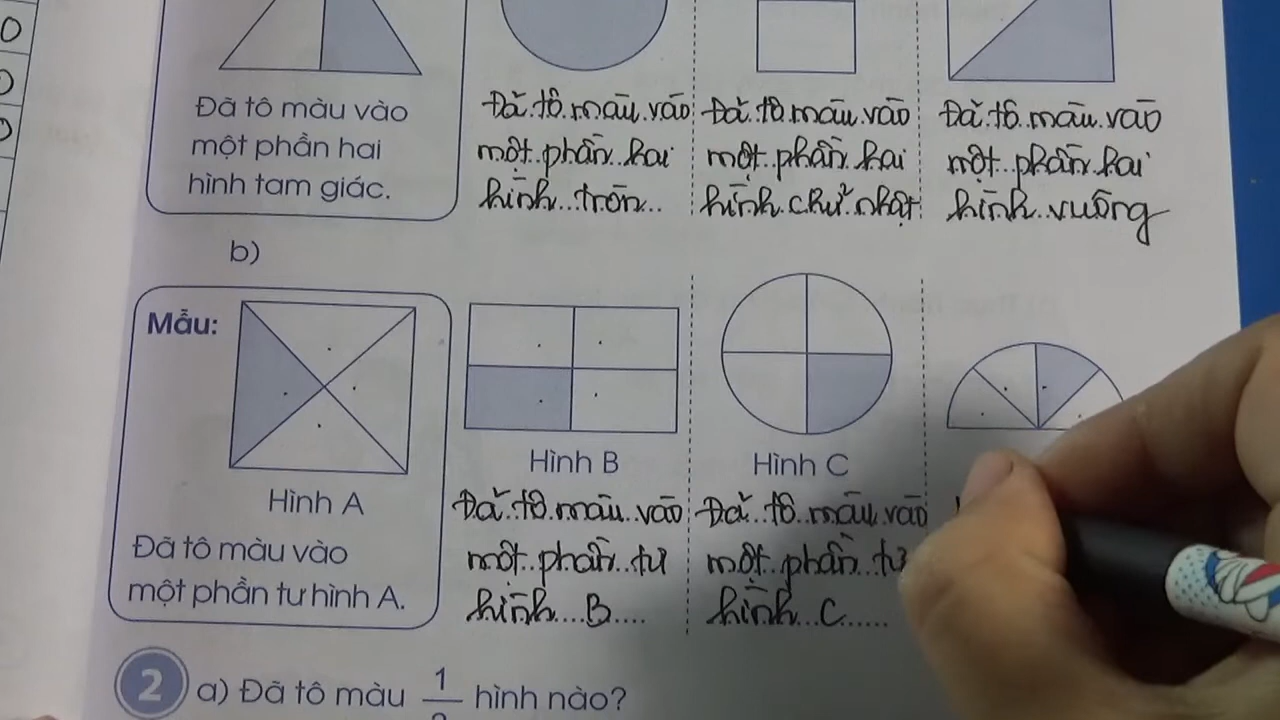 Đã tô màu vào
một phần hai
hình tam giác.
Đã tô màu vào
một phần hai
hình tròn
Đã tô màu vào
một phần hai
hình chữ nhật
Đã tô màu vào
một phần hai
hình vuông
b)
Mẫu:
Hình A
Đã tô màu vào
một phần tư hình A.
Hình B
Đã tô màu vào
một phần tư
hình B
Hình C
Đã tô màu vào
một phần tư
hình C
2 a) Đã tô màu 1 hình nào?